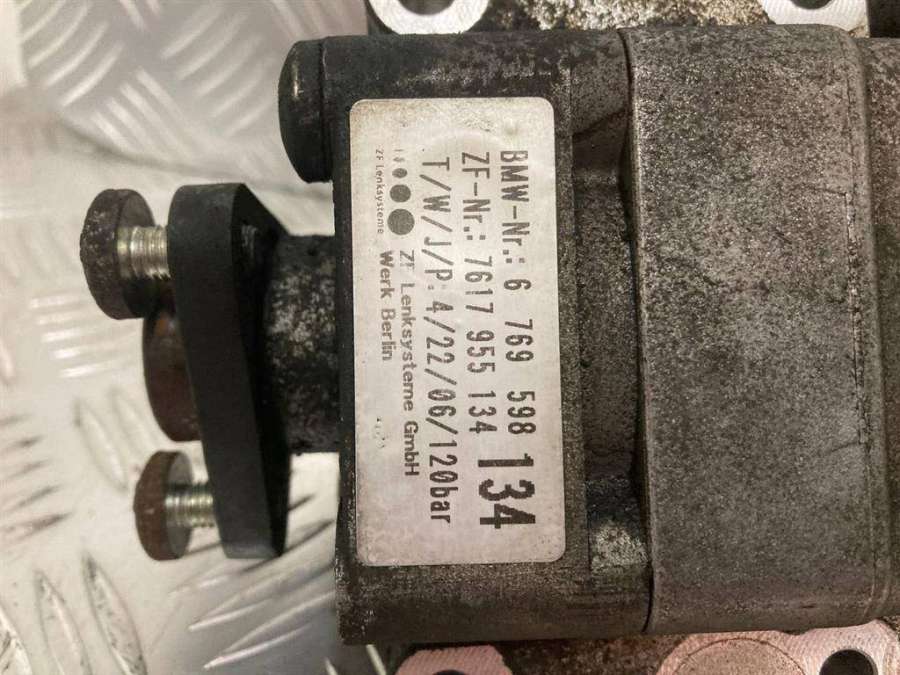 BMW-Nr.: 6 769 598
ZF-Nr.: 7617 955 134
134
T/W/J/P:4/22/06/120bar
ZF Lenksysteme GmbH
Werk Berlin
ZF Lenksysteme